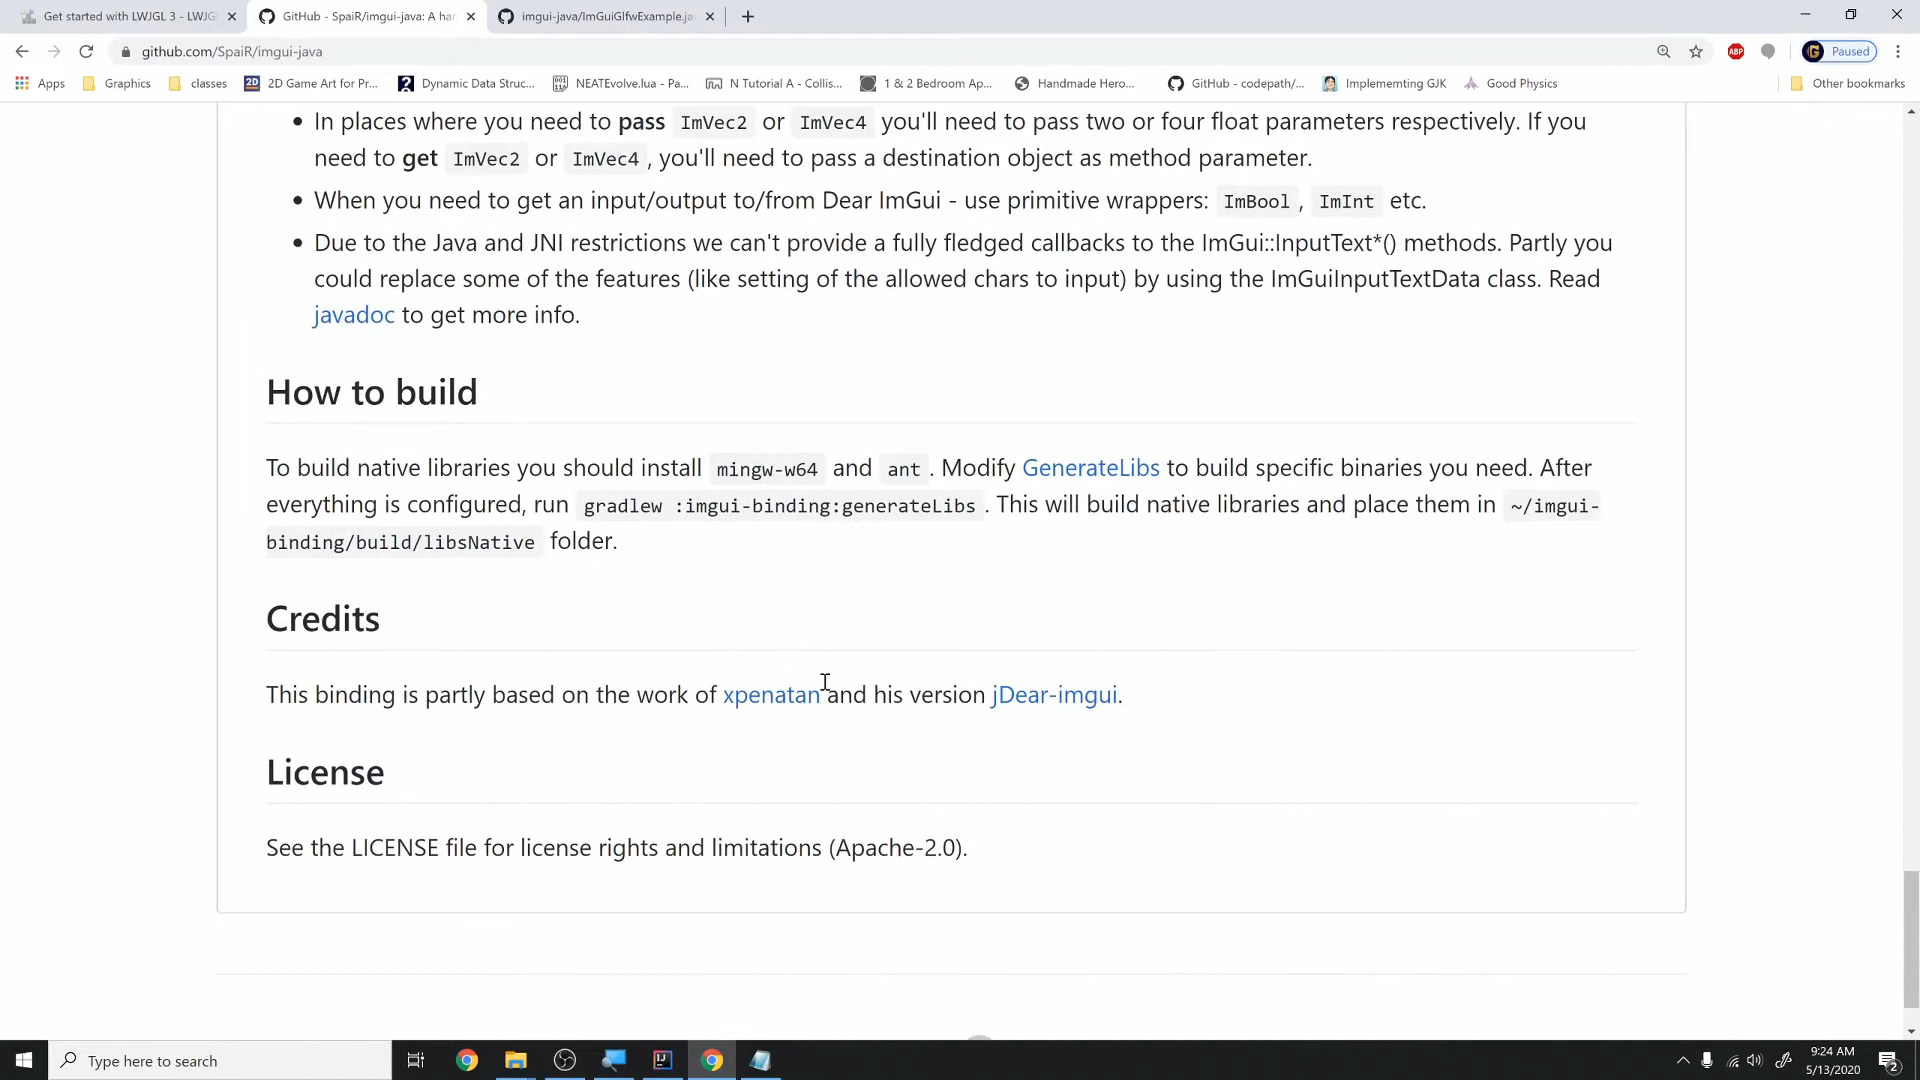 Get started with LWJGL 3 - LWJG
GitHub - SpaiR/imgui-java: A han
imgui-java/ImGuiGlfwExample.ja
github.com/SpaiR/imgui-java
ABP
Paused
Apps
Graphics
classes
2D Game Art for Pr...
Dynamic Data Struc...
NEATEvolve.lua - Pa...
N Tutorial A - Collis...
1 & 2 Bedroom Ap...
Handmade Hero...
GitHub - codepath/...
Implememting GJK
Good Physics
Other bookmarks
• In places where you need to pass ImVec2 or ImVec4 you'll need to pass two or four float parameters respectively. If you
need to get ImVec2 or ImVec4 , you'll need to pass a destination object as method parameter.
• When you need to get an input/output to/from Dear ImGui - use primitive wrappers: ImBool , ImInt etc.
• Due to the Java and JNI restrictions we can't provide a fully fledged callbacks to the ImGui::InputText*() methods. Partly you
could replace some of the features (like setting of the allowed chars to input) by using the ImGuiInputTextData class. Read
javadoc to get more info.
How to build
To build native libraries you should install mingw-w64 and ant . Modify GenerateLibs to build specific binaries you need. After
everything is configured, run gradlew :imgui-binding:generateLibs . This will build native libraries and place them in ~/imgui-
binding/build/libsNative folder.
Credits
This binding is partly based on the work of xpenatan and his version jDear-imgui.
License
See the LICENSE file for license rights and limitations (Apache-2.0).
Type here to search
9:24 AM
5/13/2020
2